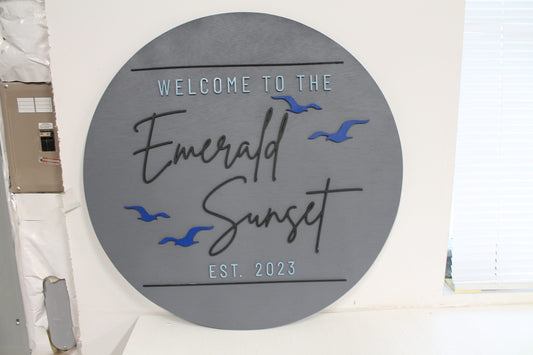 WELCOME TO THE
Emerald
Sunset
EST. 2023